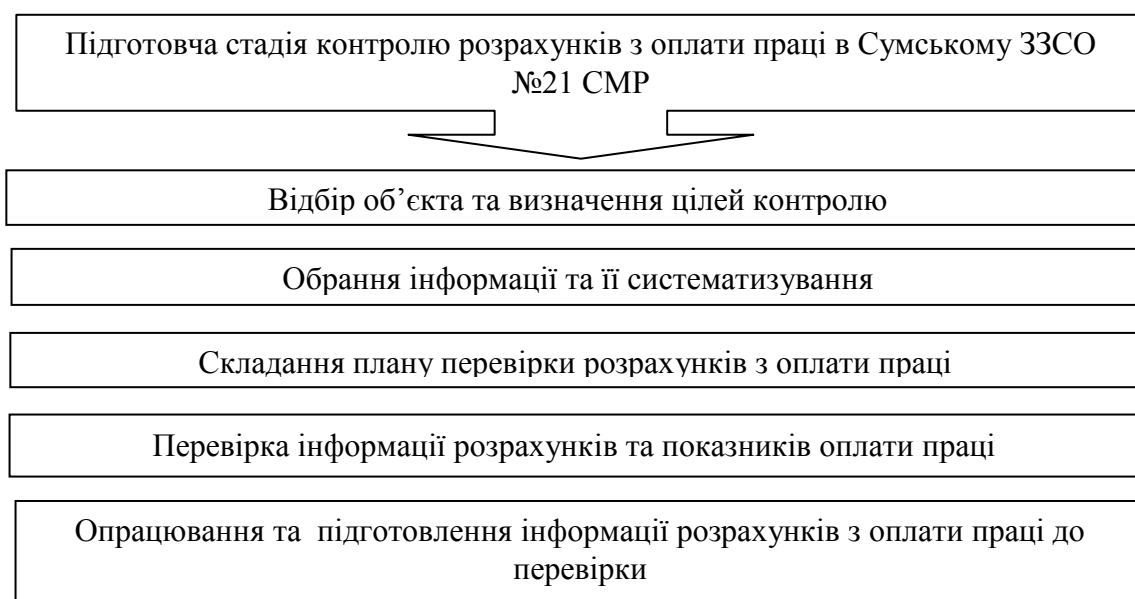 Підготовча стадія контролю розрахунків з оплати праці в Сумському ЗЗСО
№21 СМР
Відбір об’єкта та визначення цілей контролю
Обрання інформації та її систематизування
Складання плану перевірки розрахунків з оплати праці
Перевірка інформації розрахунків та показників оплати праці
Опрацювання та підготовлення інформації розрахунків з оплати праці до
перевірки